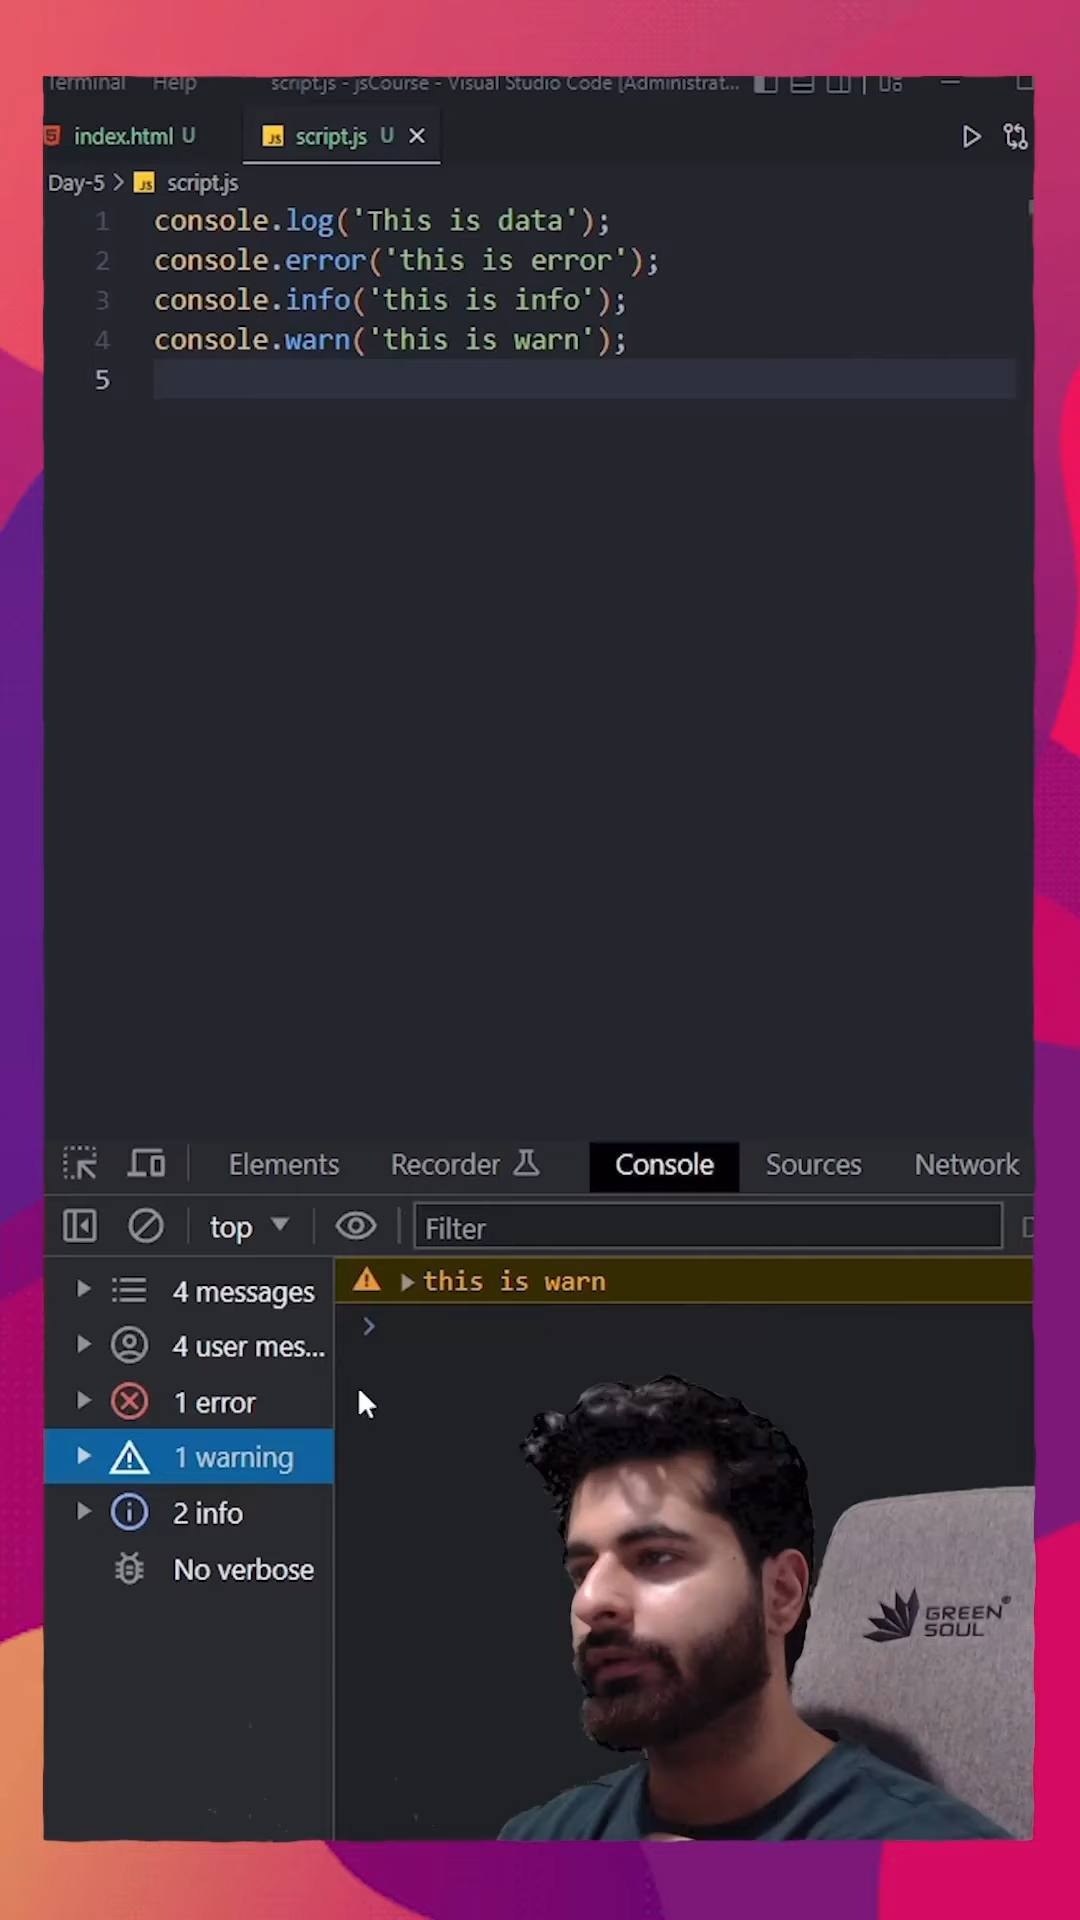 Terminal Help script.js - jsCourse - Visual Studio Code [Administrat...
index.html U JS script.js U
Day-5 > JS script.js
1 console.log('This is data');
2 console.error('this is error');
3 console.info('this is info');
4 console.warn('this is warn');
5
Elements Recorder Console Sources Network
top Filter
4 messages
this is warn
4 user mes...
1 error
1 warning
2 info
No verbose
GREEN
SOUL